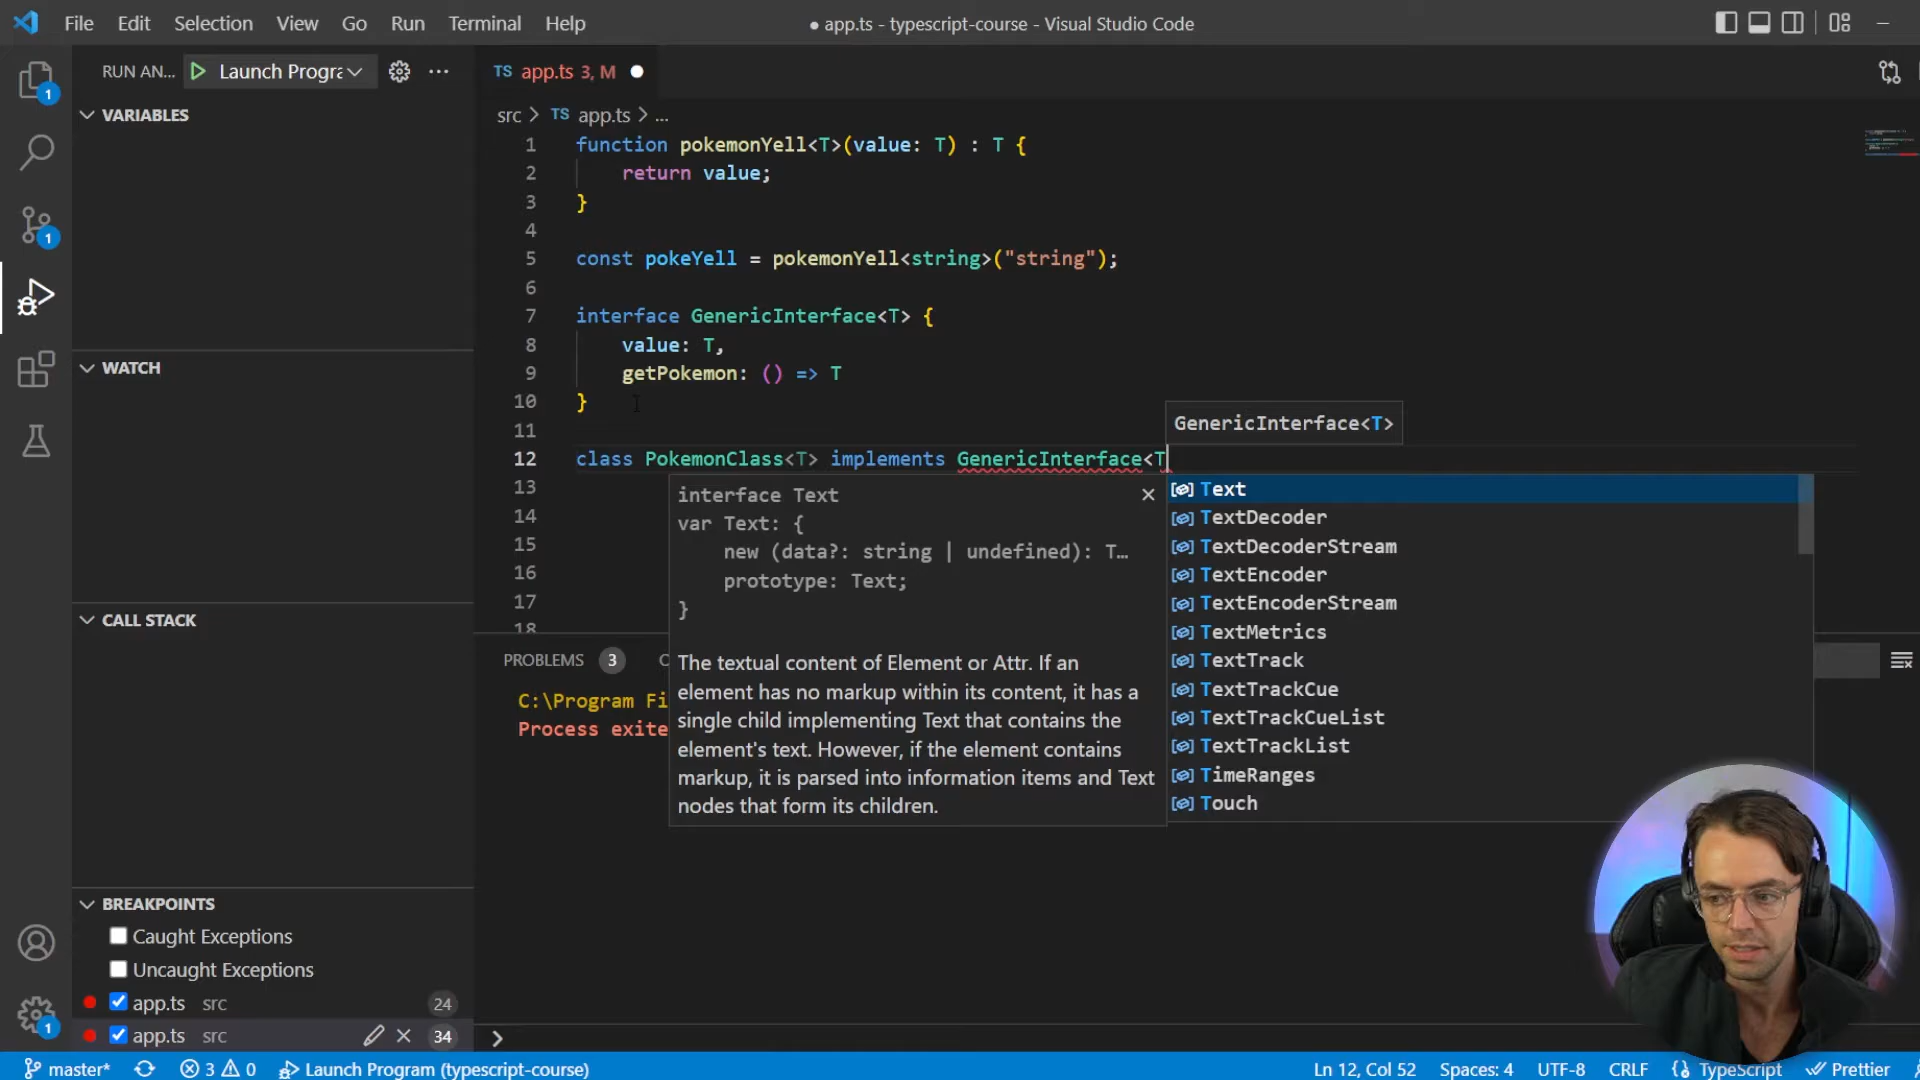 File Edit Selection View Go Run Terminal Help
● app.ts - typescript-course - Visual Studio Code
RUN AN... Launch Progra
TS app.ts 3, M
VARIABLES
src > TS app.ts > ...
1 function pokemonYell<T>(value: T) : T {
2 return value;
3 }
4
5 const pokeYell = pokemonYell<string>("string");
6
7 interface GenericInterface<T> {
8 value: T,
9 getPokemon: () => T
10 }
11
12 class PokemonClass<T> implements GenericInterface<T
13
14
15
16
17
18
GenericInterface<T>
WATCH
interface Text
var Text: {
new (data?: string | undefined): T…
prototype: Text;
}
The textual content of Element or Attr. If an
element has no markup within its content, it has a
single child implementing Text that contains the
element's text. However, if the element contains
markup, it is parsed into information items and Text
nodes that form its children.
Text
TextDecoder
TextDecoderStream
TextEncoder
TextEncoderStream
TextMetrics
TextTrack
TextTrackCue
TextTrackCueList
TextTrackList
TimeRanges
Touch
CALL STACK
PROBLEMS 3
C:\Program Fi
Process exite
BREAKPOINTS
Caught Exceptions
Uncaught Exceptions
app.ts src 24
app.ts src 34
1
1
1
master* 3 0 Launch Program (typescript-course) Ln 12, Col 52 Spaces: 4 UTF-8 CRLF TypeScript Prettier